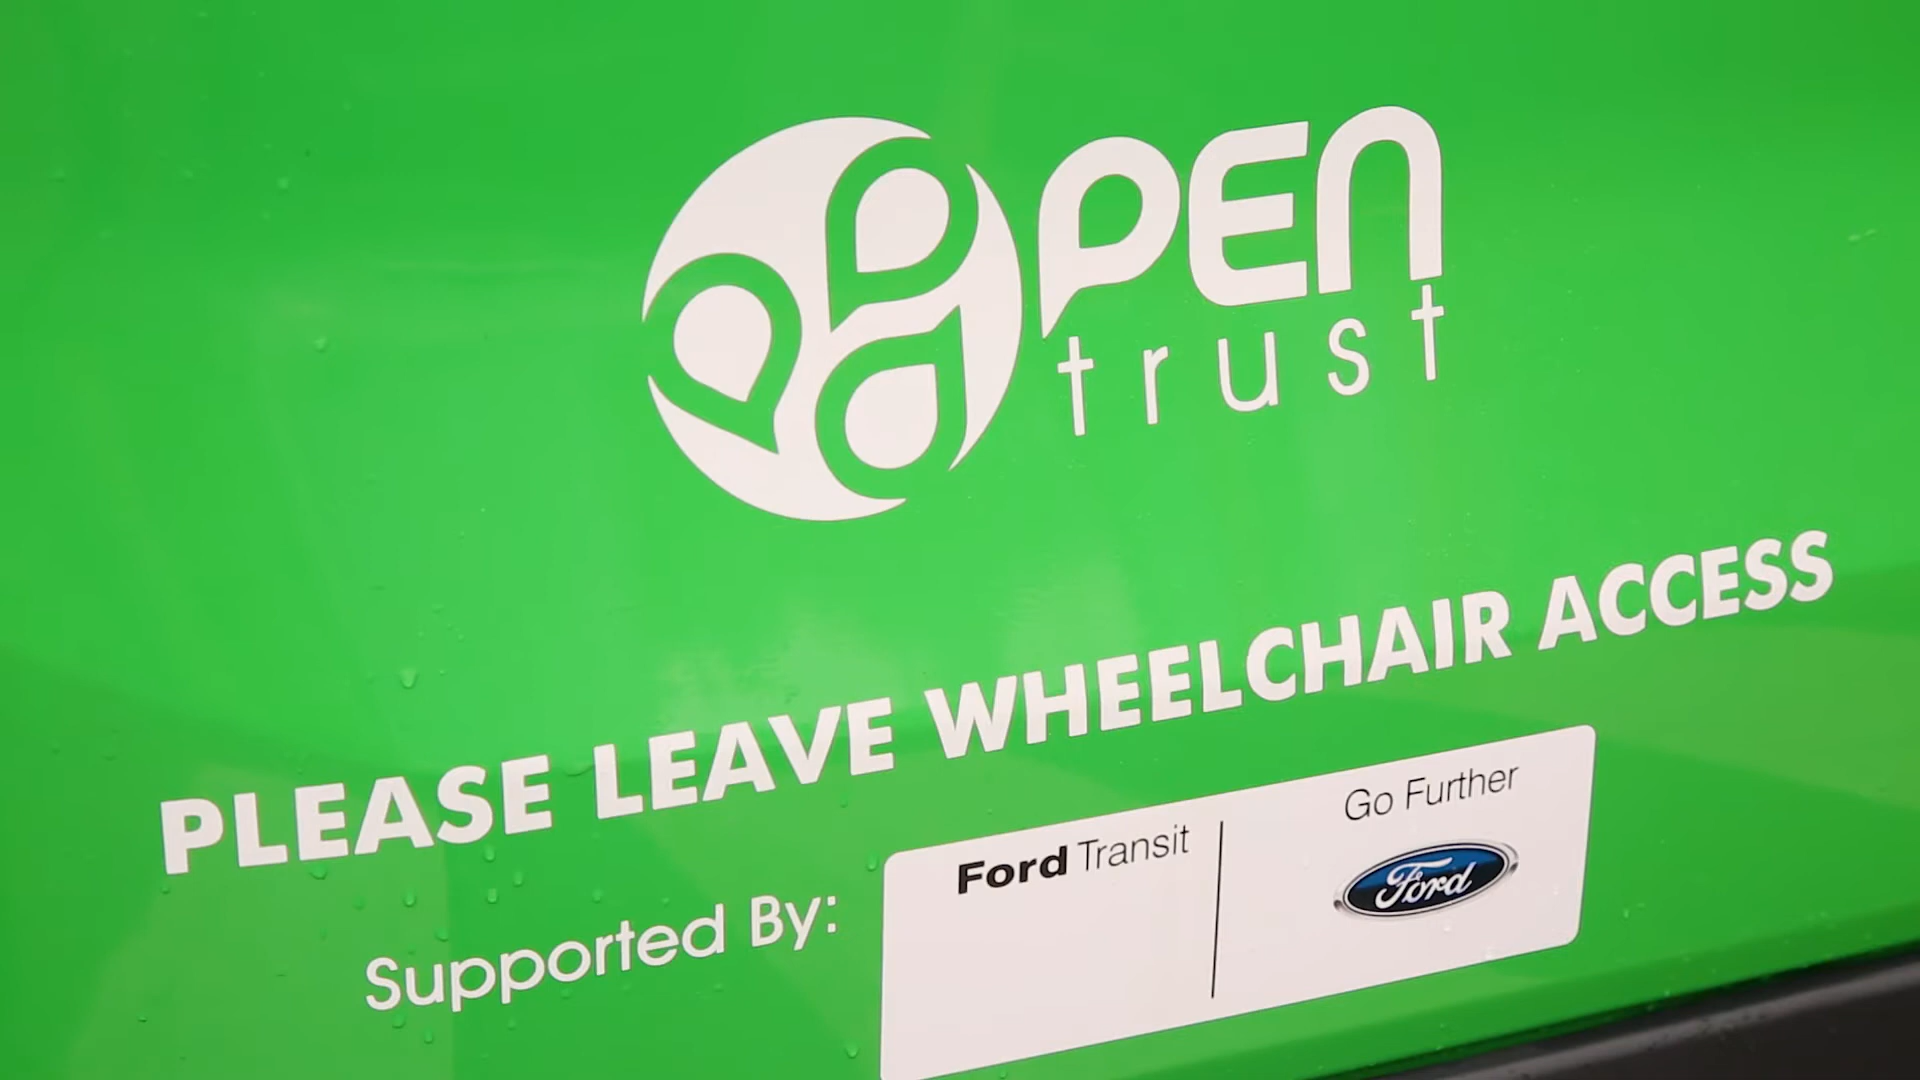 OPEN
trust
PLEASE LEAVE WHEELCHAIR ACCESS
Supported By:
Ford Transit
Go Further
Ford